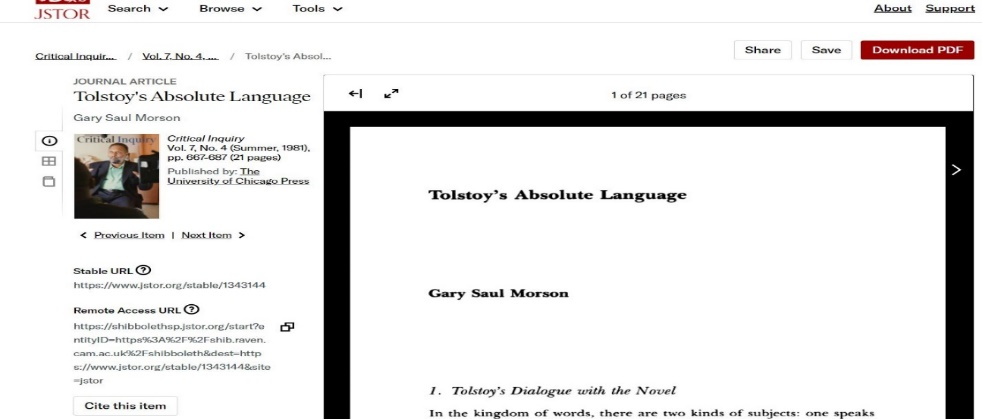 JSTOR
Search
Browse
Tools
About
Support
Critical Inquir... / Vol. 7, No. 4, ... / Tolstoy's Absol...
Share
Save
Download PDF
JOURNAL ARTICLE
Tolstoy's Absolute Language
Gary Saul Morson
Critical Inquiry
Critical Inquiry
Vol. 7, No. 4 (Summer, 1981),
pp. 667-687 (21 pages)
Published by: The
University of Chicago Press
< Previous Item | Next Item >
Stable URL ?
https://www.jstor.org/stable/1343144
Remote Access URL ?
https://shibbolethsp.jstor.org/start?e
ntityID=https%3A%2F%2Fshib.raven.
cam.ac.uk%2Fshibboleth&dest=http
s://www.jstor.org/stable/1343144&site
=jstor
Cite this item
1 of 21 pages
Tolstoy's Absolute Language
Gary Saul Morson
1. Tolstoy's Dialogue with the Novel
In the kingdom of words, there are two kinds of subjects: one speaks